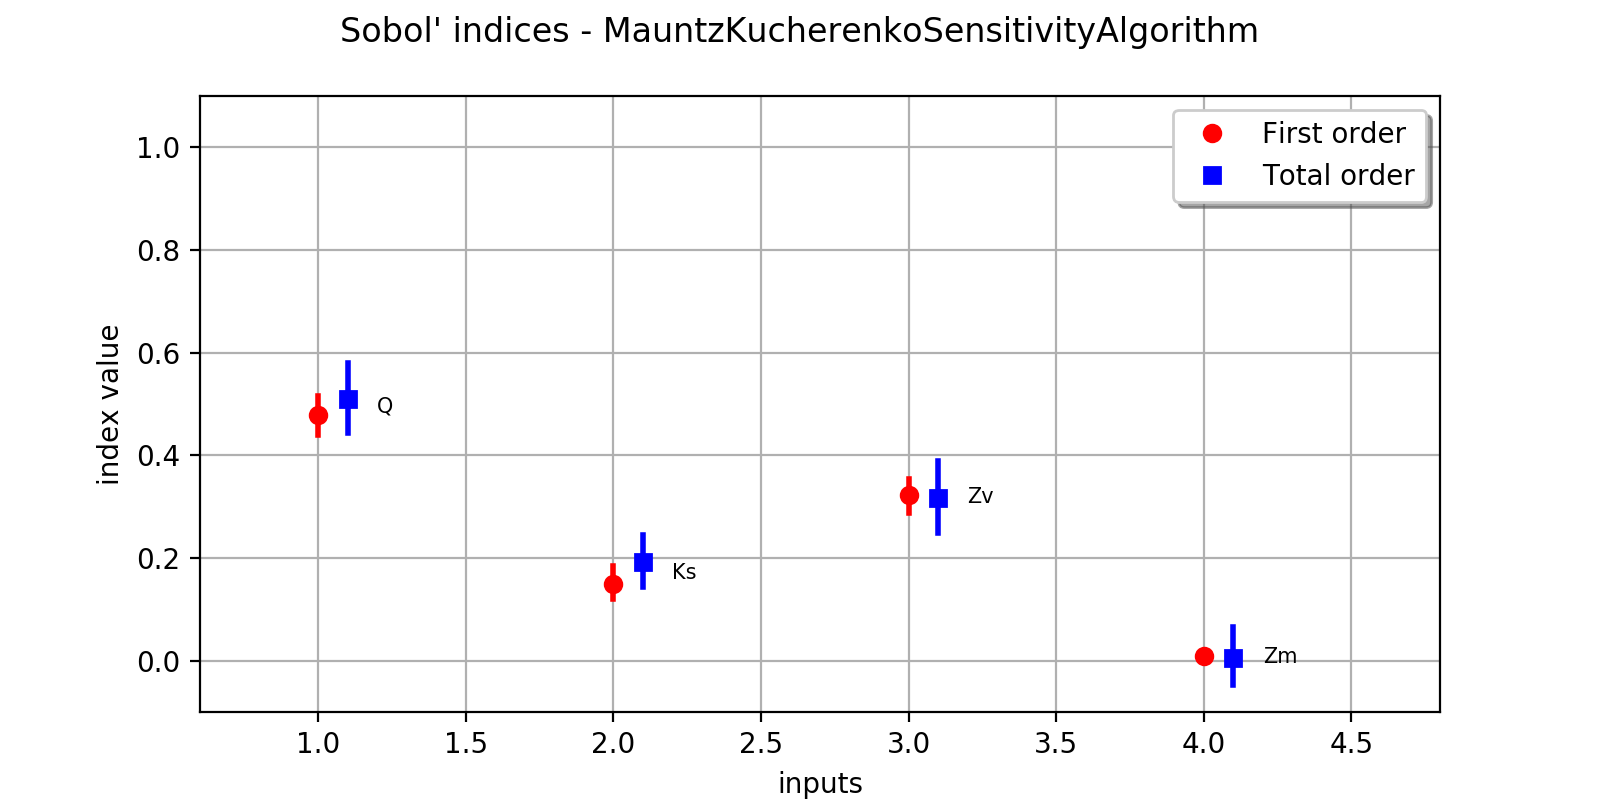 Sobol' indices - MauntzKucherenkoSensitivityAlgorithm
First order
Total order
1.0
0.8
0.6
0.4
0.2
0.0
index value
Q
Ks
Zv
Zm
1.0 1.5 2.0 2.5 3.0 3.5 4.0 4.5
inputs